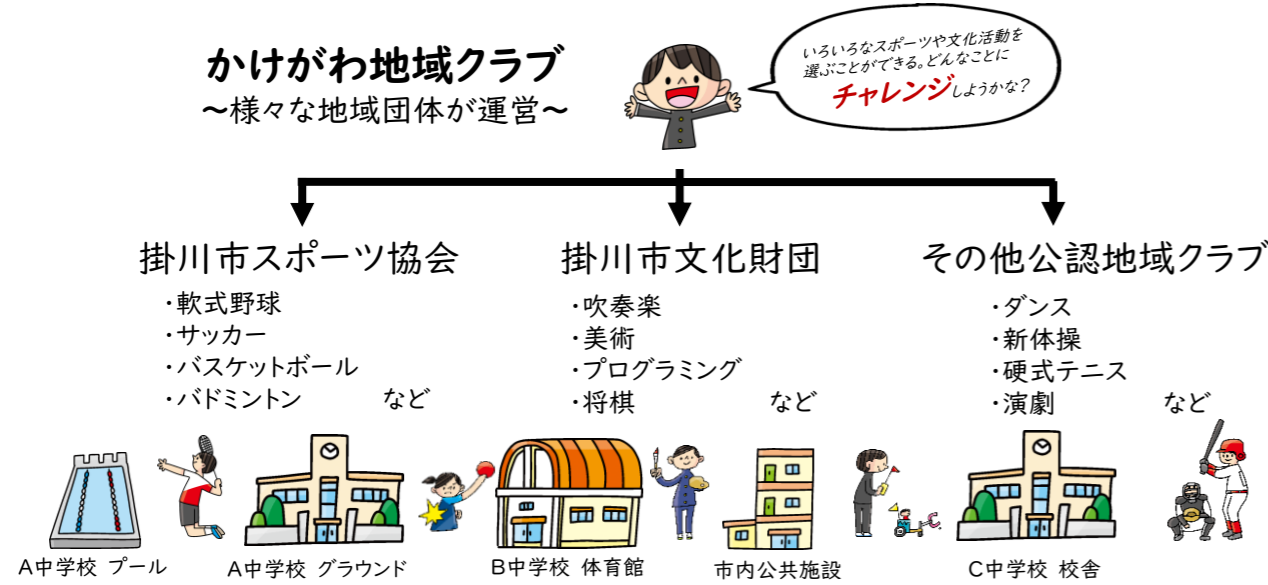 かけがわ地域クラブ
~様々な地域団体が運営~
いろいろなスポーツや文化活動を
選ぶことができる。どんなことに
チャレンジしようかな?
掛川市スポーツ協会
・軟式野球
・サッカー
・バスケットボール
・バドミントン など
掛川市文化財団
・吹奏楽
・美術
・プログラミング
・将棋 など
その他公認地域クラブ
・ダンス
・新体操
・硬式テニス
・演劇 など
A中学校 プール
A中学校 グラウンド
B中学校 体育館
市内公共施設
C中学校 校舎